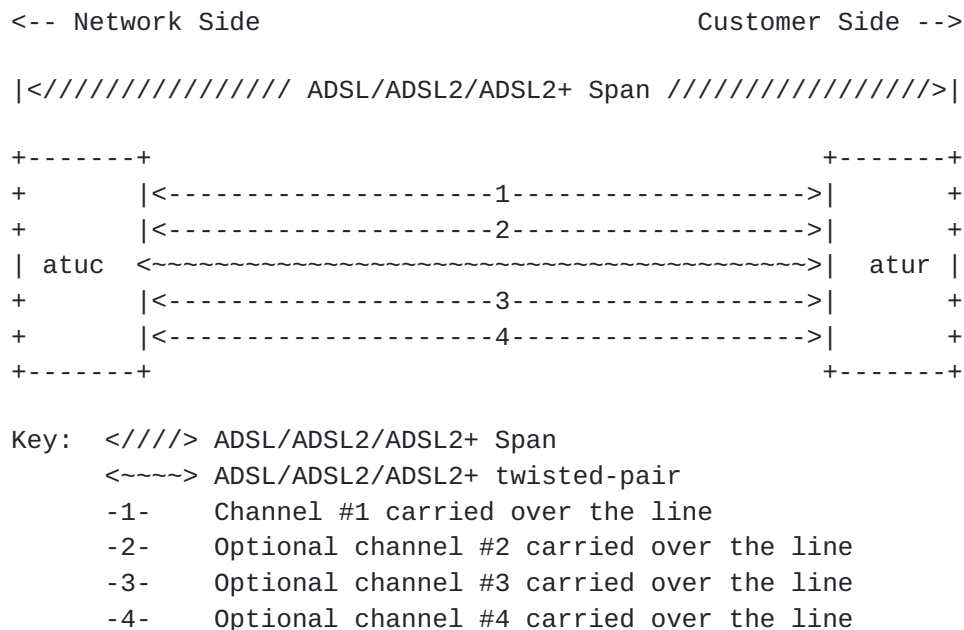 <-- Network Side                            Customer Side -->
|<//////////////// ADSL/ADSL2/ADSL2+ Span /////////////////>|
+-------+                                           +-------+
+       |<---------------------1------------------->|       +
+       |<---------------------2------------------->|       +
| atuc  <~~~~~~~~~~~~~~~~~~~~~~~~~~~~~~~~~~~~~~~~~~>|  atur |
+       |<---------------------3------------------->|       +
+       |<---------------------4------------------->|       +
+-------+                                           +-------+
Key:  <////> ADSL/ADSL2/ADSL2+ Span
      <~~~~> ADSL/ADSL2/ADSL2+ twisted-pair
      -1-    Channel #1 carried over the line
      -2-    Optional channel #2 carried over the line
      -3-    Optional channel #3 carried over the line
      -4-    Optional channel #4 carried over the line